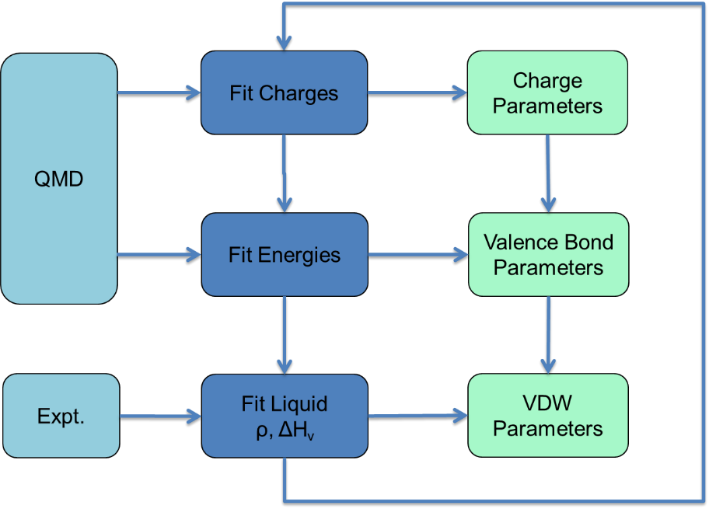 QMD
Fit Charges
Charge
Parameters
Fit Energies
Valence Bond
Parameters
Expt.
Fit Liquid
ρ, ΔHv
VDW
Parameters